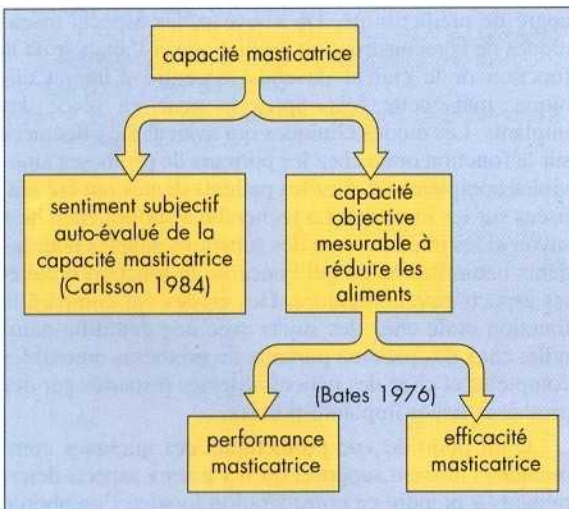 capacité masticatrice
sentiment subjectif
auto-évalué de la
capacité masticatrice
(Carlsson 1984)
capacité
objective
mesurable à
réduire les
aliments
(Bates 1976)
performance
masticatrice
efficacité
masticatrice